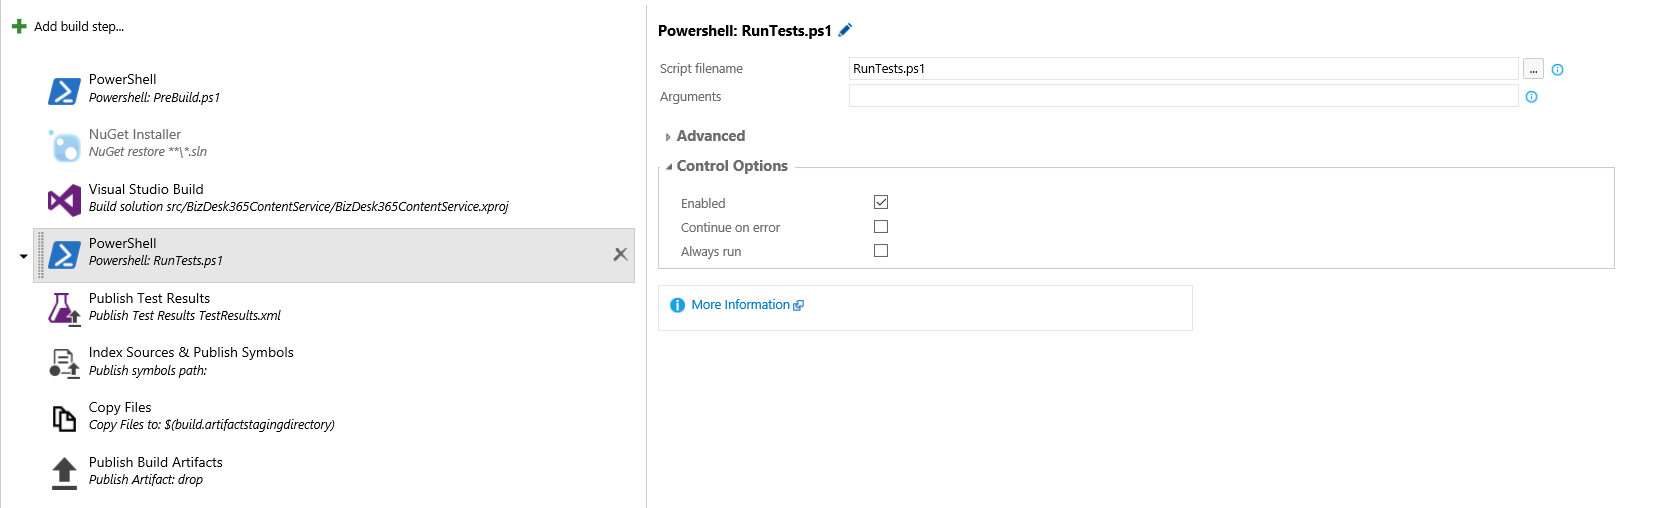 Add build step...
PowerShell
Powershell: PreBuild.ps1
NuGet Installer
NuGet restore **\*.sln
Visual Studio Build
Build solution src/BizDesk365ContentService/BizDesk365ContentService.xproj
PowerShell
Powershell: RunTests.ps1
Publish Test Results
Publish Test Results TestResults.xml
Index Sources & Publish Symbols
Publish symbols path:
Copy Files
Copy Files to: $(build.artifactstagingdirectory)
Publish Build Artifacts
Publish Artifact: drop
Powershell: RunTests.ps1
Script filename RunTests.ps1 ...
Arguments
Advanced
Control Options
Enabled
Continue on error
Always run
More Information